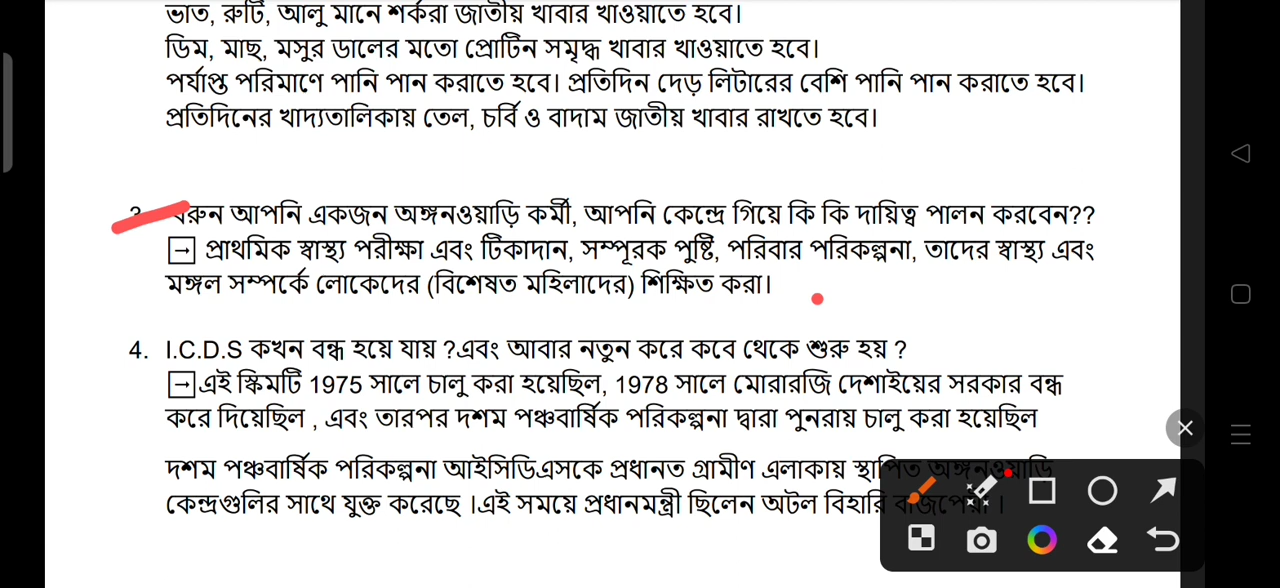 ভাত, রুটি, আলু মানে শর্করা জাতীয় খাবার খাওয়াতে হবে।
ডিম, মাছ, মসুর ডালের মতো প্রোটিন সমৃদ্ধ খাবার খাওয়াতে হবে।
পর্যাপ্ত পরিমাণে পানি পান করাতে হবে। প্রতিদিন দেড় লিটারের বেশি পানি পান করাতে হবে।
প্রতিদিনের খাদ্যতালিকায় তেল, চর্বি ও বাদাম জাতীয় খাবার রাখতে হবে।
আপনি একজন অঙ্গনওয়াড়ি কর্মী, আপনি কেন্দ্রে গিয়ে কি কি দায়িত্ব পালন করবেন??
→ প্রাথমিক স্বাস্থ্য পরীক্ষা এবং টিকাদান, সম্পূরক পুষ্টি, পরিবার পরিকল্পনা, তাদের স্বাস্থ্য এবং
মঙ্গল সম্পর্কে লোকেদের (বিশেষত মহিলাদের) শিক্ষিত করা।
4. I.C.D.S কখন বন্ধ হয়ে যায় ?এবং আবার নতুন করে কবে থেকে শুরু হয় ?
→এই স্কিমটি 1975 সালে চালু করা হয়েছিল, 1978 সালে মোরারজি দেশাইয়ের সরকার বন্ধ
করে দিয়েছিল , এবং তারপর দশম পঞ্চবার্ষিক পরিকল্পনা দ্বারা পুনরায় চালু করা হয়েছিল
দশম পঞ্চবার্ষিক পরিকল্পনা আইসিডিএসকে প্রধানত গ্রামীণ এলাকায় স্থাপিত অঙ্গনওয়াড়ি
কেন্দ্রগুলির সাথে যুক্ত করেছে ।এই সময়ে প্রধানমন্ত্রী ছিলেন অটল বিহারি বাজপেয়ী ।